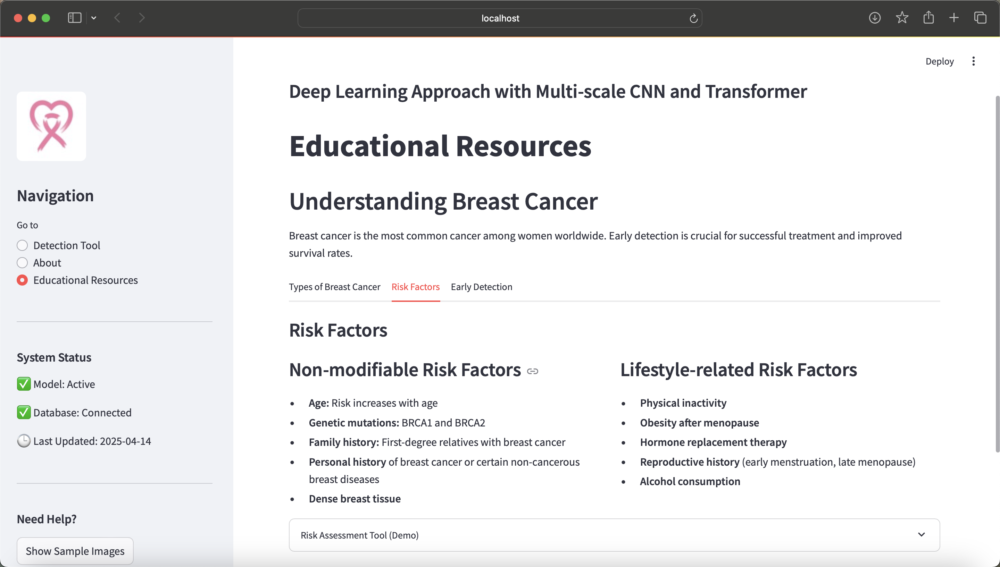 localhost
Deploy
Navigation
Go to
Detection Tool
About
Educational Resources
System Status
Model: Active
Database: Connected
Last Updated: 2025-04-14
Need Help?
Show Sample Images
Deep Learning Approach with Multi-scale CNN and Transformer
Educational Resources
Understanding Breast Cancer
Breast cancer is the most common cancer among women worldwide. Early detection is crucial for successful treatment and improved
survival rates.
Types of Breast Cancer Risk Factors Early Detection
Risk Factors
Non-modifiable Risk Factors
• Age: Risk increases with age
• Genetic mutations: BRCA1 and BRCA2
• Family history: First-degree relatives with breast cancer
• Personal history of breast cancer or certain non-cancerous
breast diseases
• Dense breast tissue
Lifestyle-related Risk Factors
• Physical inactivity
• Obesity after menopause
• Hormone replacement therapy
• Reproductive history (early menstruation, late menopause)
• Alcohol consumption
Risk Assessment Tool (Demo)